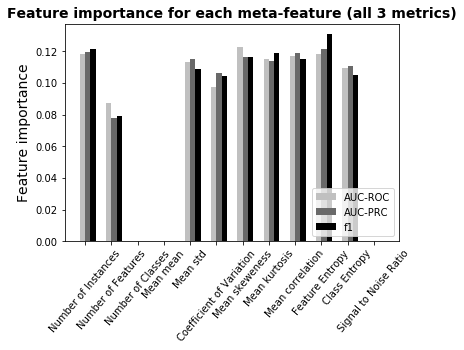 Feature importance for each meta-feature (all 3 metrics)
Feature importance
0.12
0.10
0.08
0.06
0.04
0.02
0.00
AUC-ROC
AUC-PRC
f1
Number of Instances
Number of Features
Number of Classes
Mean mean
Mean std
Coefficient of Variation
Mean skeweness
Mean kurtosis
Mean correlation
Feature Entropy
Class Entropy
Signal to Noise Ratio